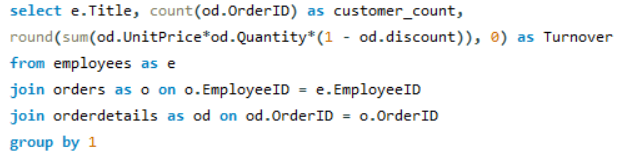 select e.Title, count(od.OrderID) as customer_count,
round(sum(od.UnitPrice*od.Quantity*(1 - od.discount)), 0) as Turnover
from employees as e
join orders as o on o.EmployeeID = e.EmployeeID
join orderdetails as od on od.OrderID = o.OrderID
group by 1